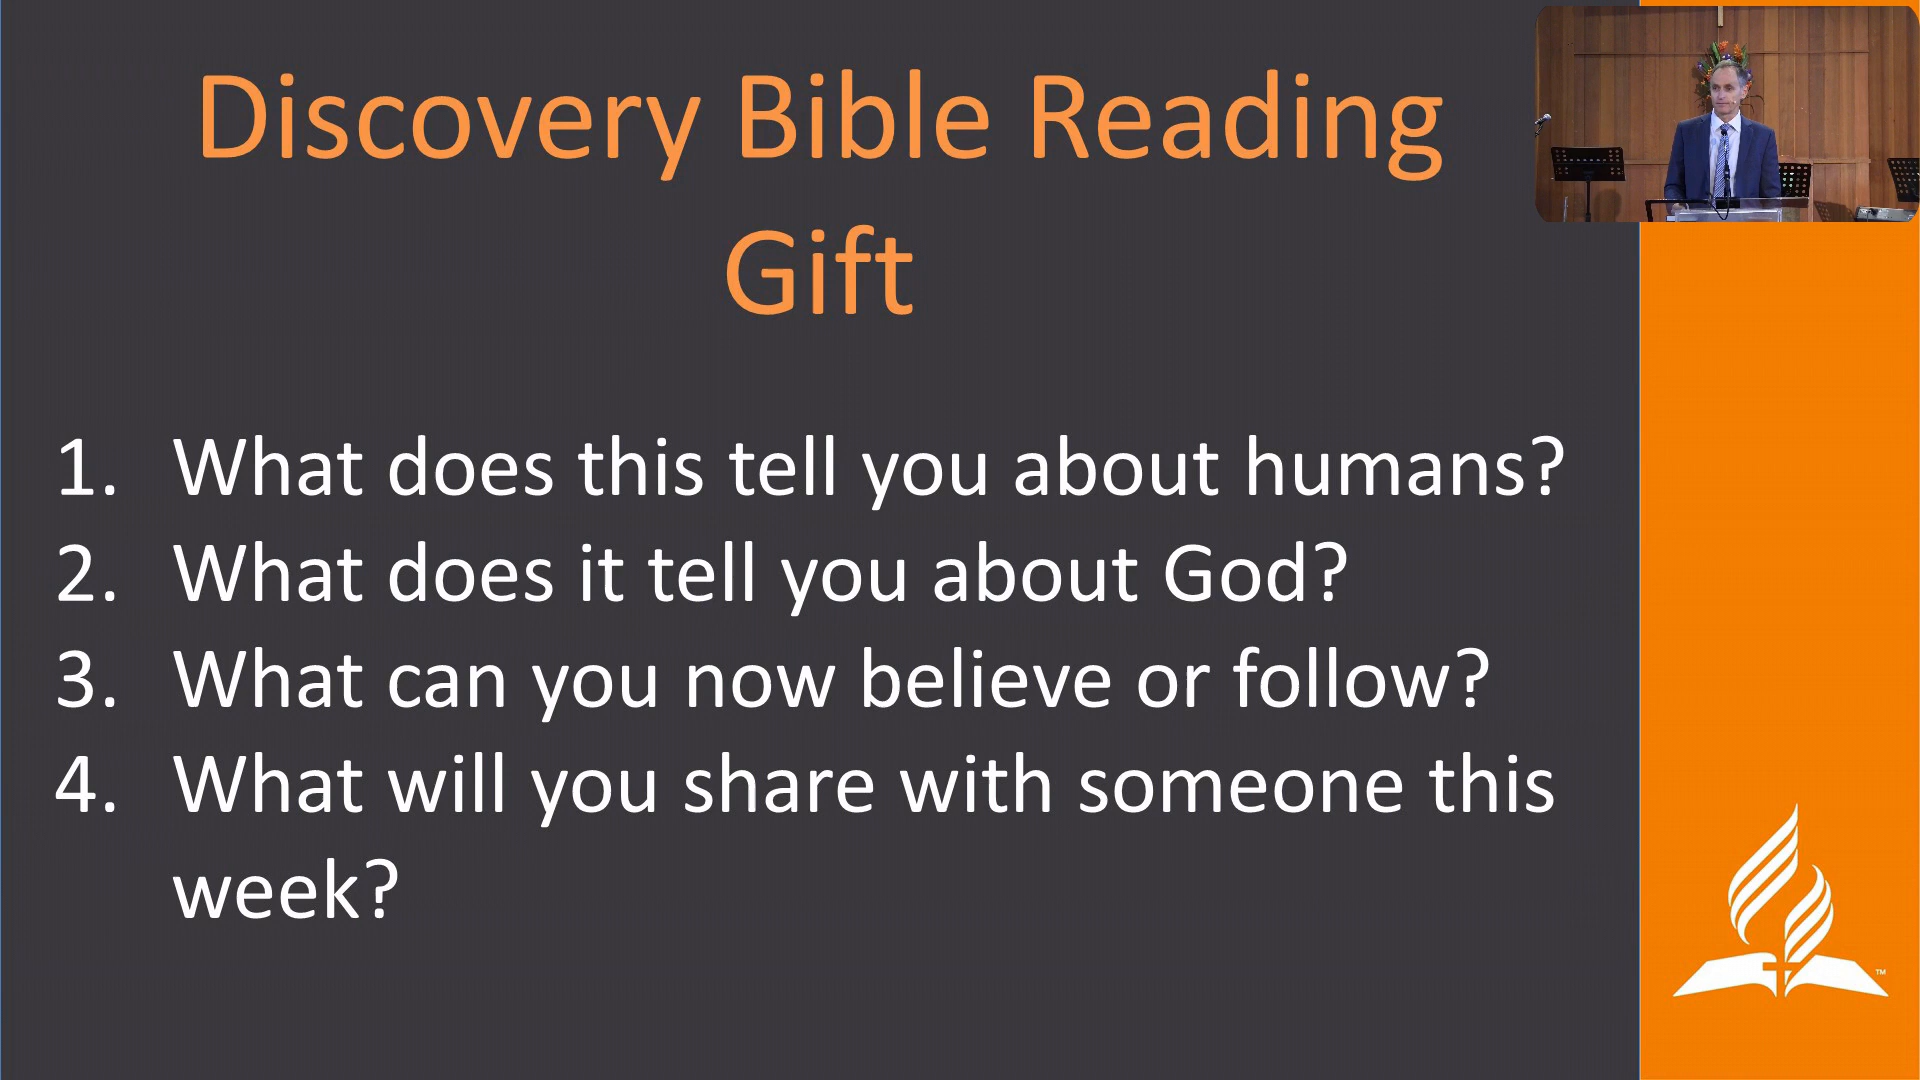 Discovery Bible Reading
Gift
1. What does this tell you about humans?
2. What does it tell you about God?
3. What can you now believe or follow?
4. What will you share with someone this
week?
™